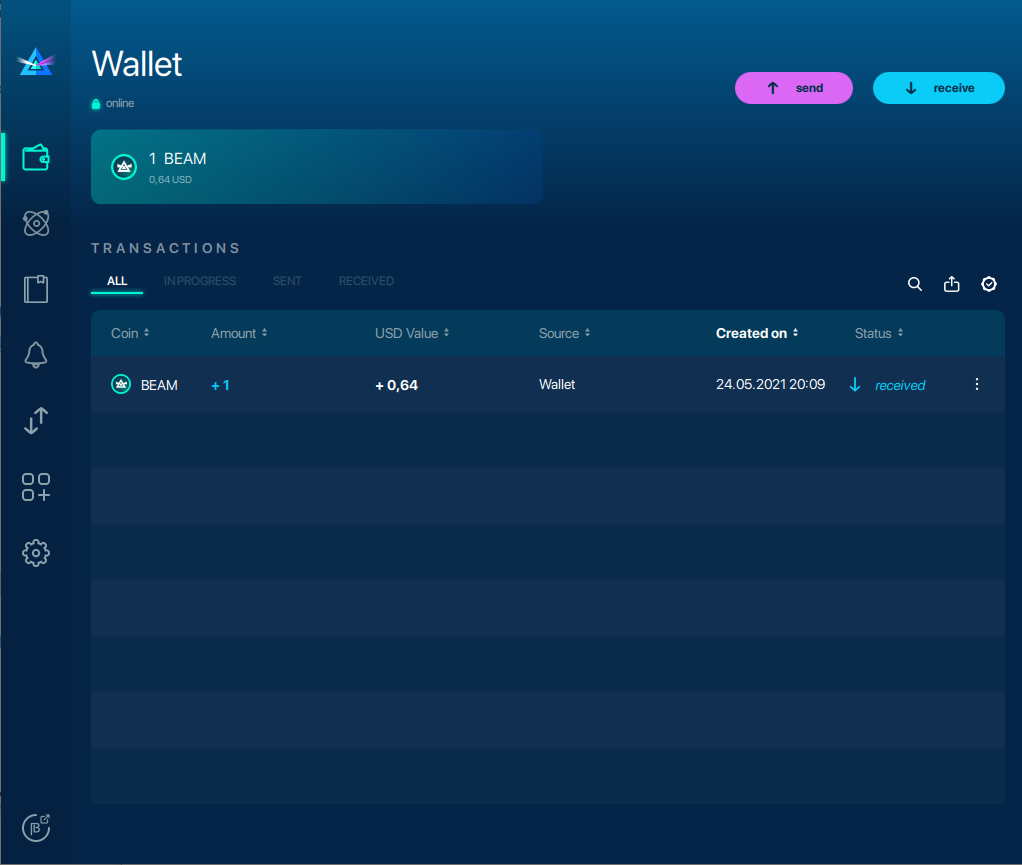 Wallet
online
send
receive
1 BEAM
0,64 USD
TRANSACTIONS
ALL IN PROGRESS SENT RECEIVED
Coin Amount USD Value Source Created on Status
BEAM + 1 + 0,64 Wallet 24.05.2021 20:09 received